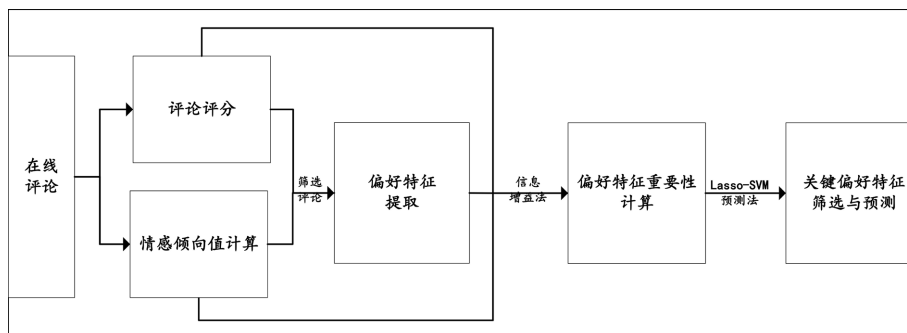 在线
评论
评论评分
情感倾向值计算
筛选
评论
偏好特征
提取
信息
增益法
偏好特征重要性
计算
Lasso-SVM
预测法
关键偏好特征
筛选与预测